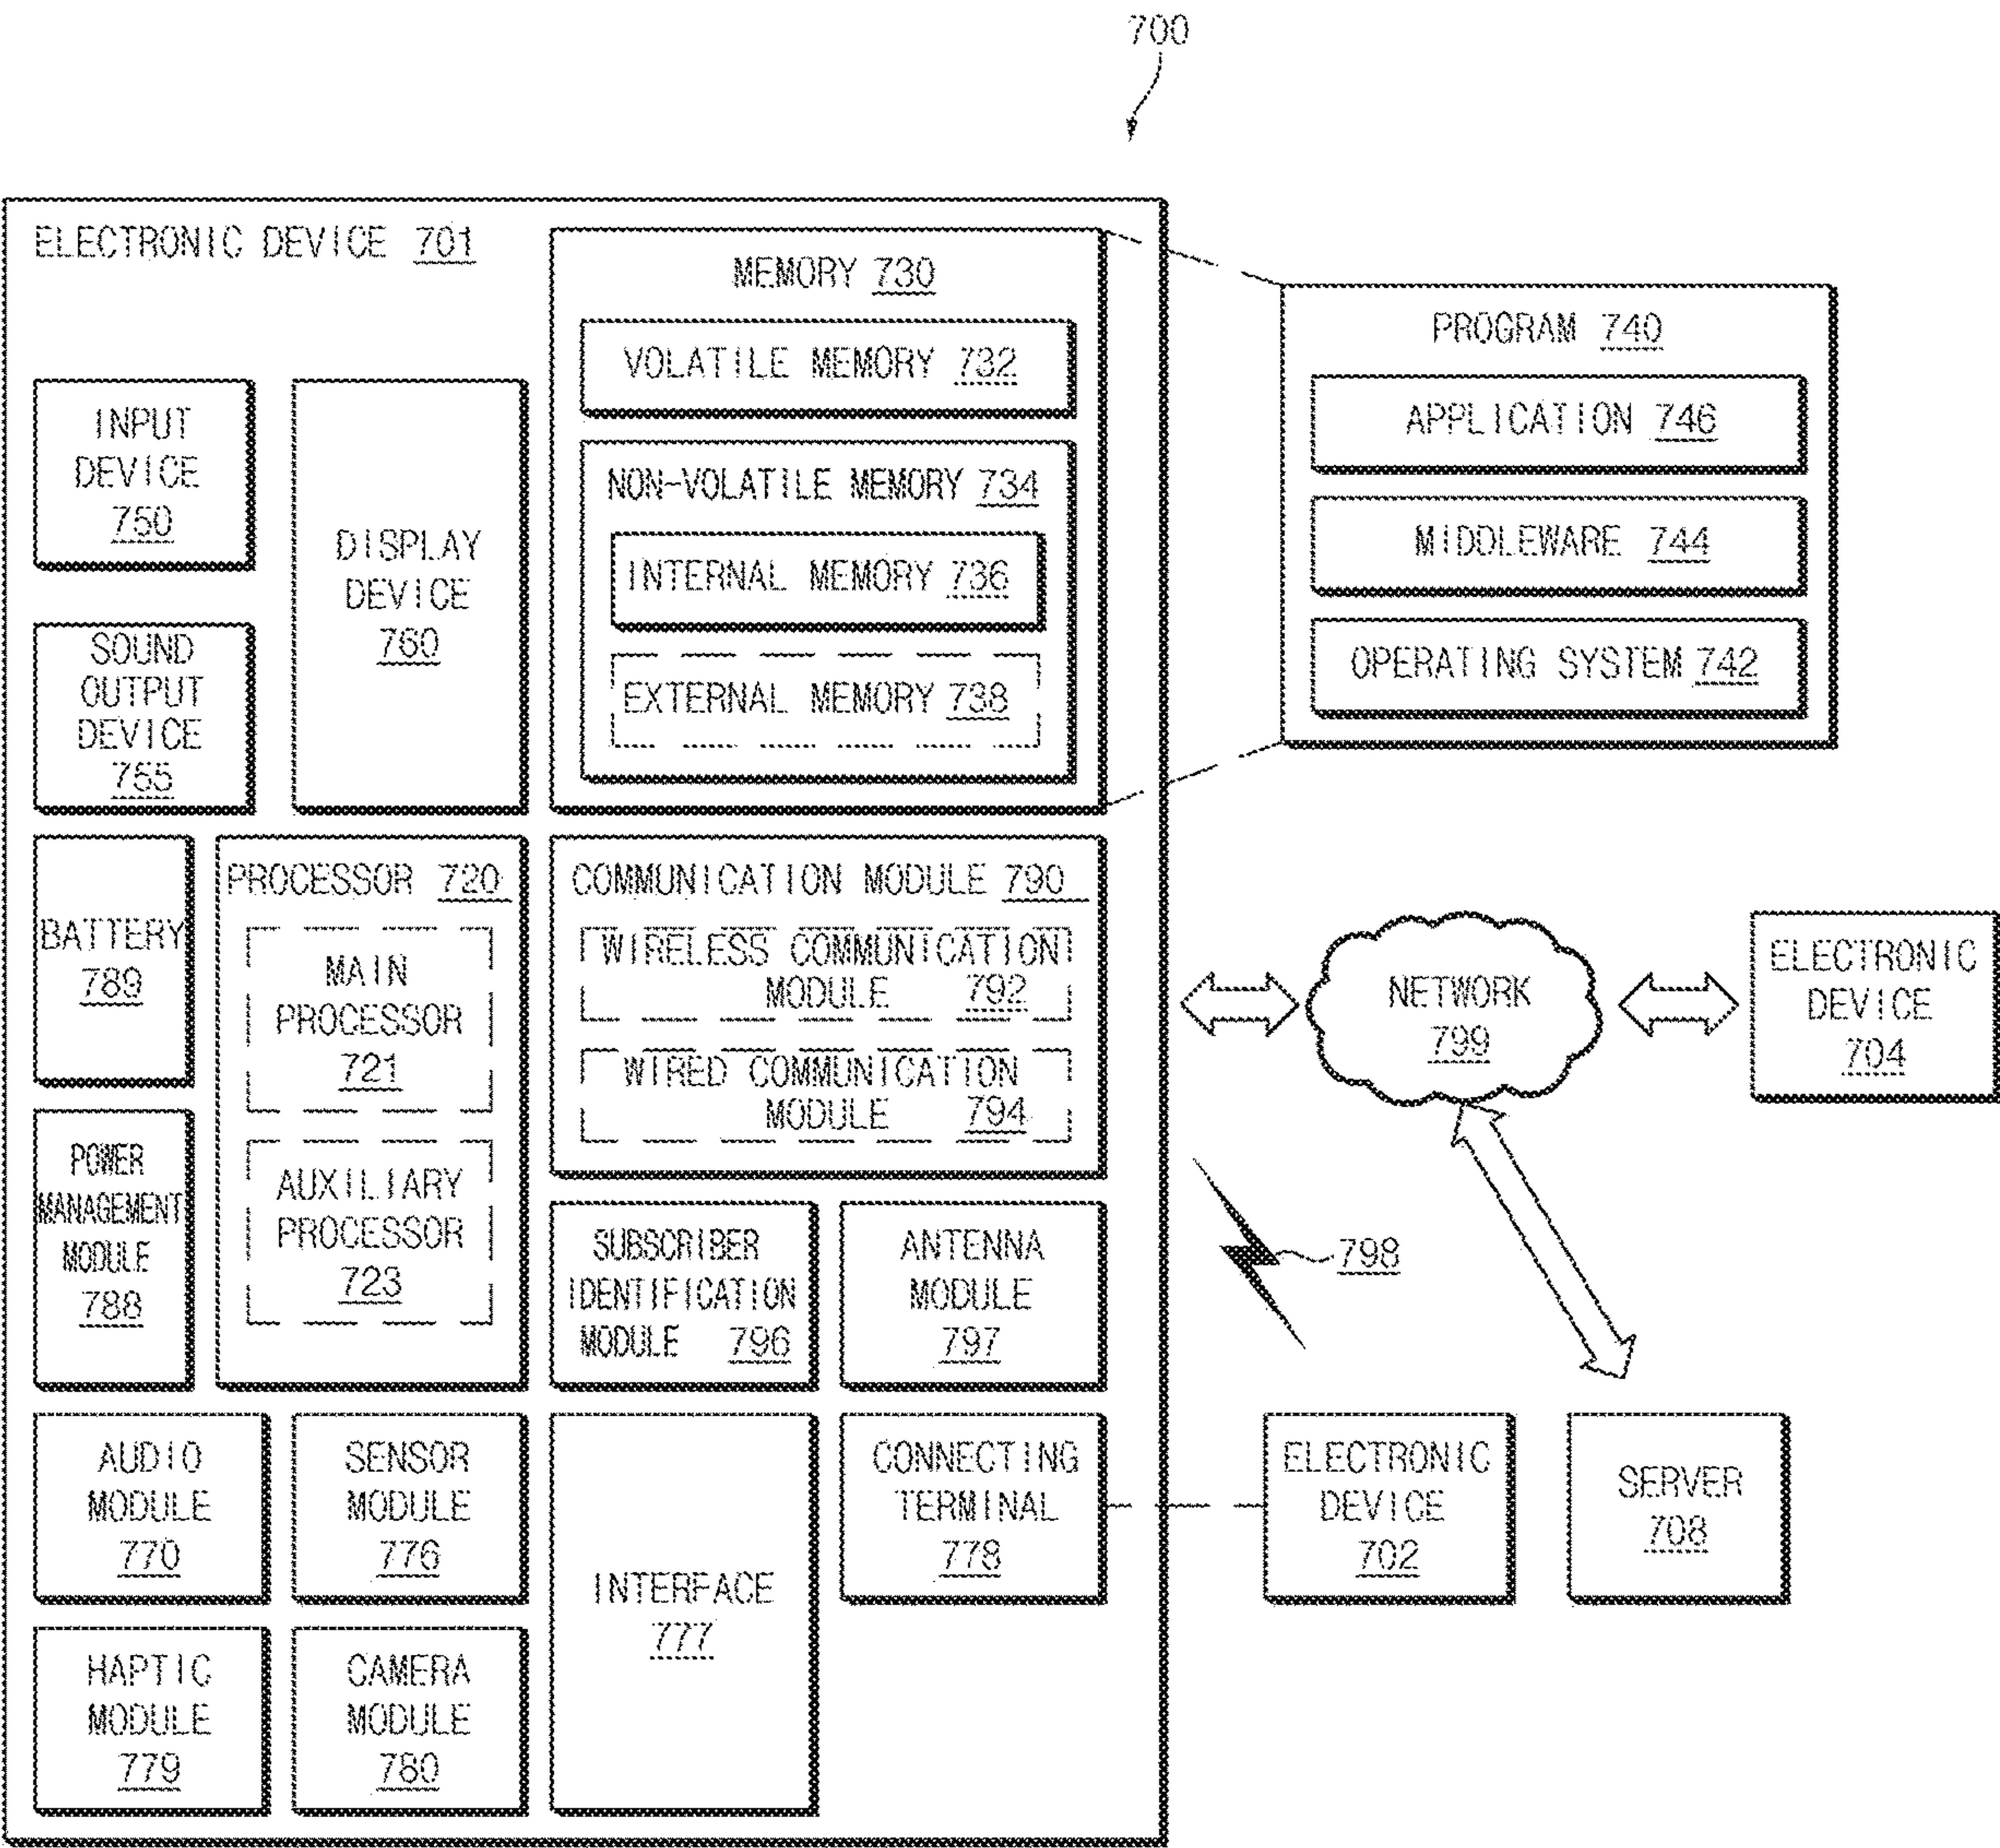 700
ELECTRONIC DEVICE 701
MEMORY 730
VOLATILE MEMORY 732
NON-VOLATILE MEMORY 734
INTERNAL MEMORY 736
EXTERNAL MEMORY 738
PROGRAM 740
APPLICATION 746
MIDDLEWARE 744
OPERATING SYSTEM 742
INPUT
DEVICE
750
DISPLAY
DEVICE
760
SOUND
OUTPUT
DEVICE
755
BATTERY
789
PROCESSOR 720
MAIN
PROCESSOR
721
AUXILIARY
PROCESSOR
723
POWER
MANAGEMENT
MODULE
788
COMMUNICATION MODULE 790
WIRELESS COMMUNICATION
MODULE 792
WIRED COMMUNICATION
MODULE 794
SUBSCRIBER
IDENTIFICATION
MODULE 796
ANTENNA
MODULE
797
NETWORK
799
ELECTRONIC
DEVICE
704
798
AUDIO
MODULE
770
SENSOR
MODULE
776
INTERFACE
777
CONNECTING
TERMINAL
778
ELECTRONIC
DEVICE
702
SERVER
708
HAPTIC
MODULE
779
CAMERA
MODULE
780